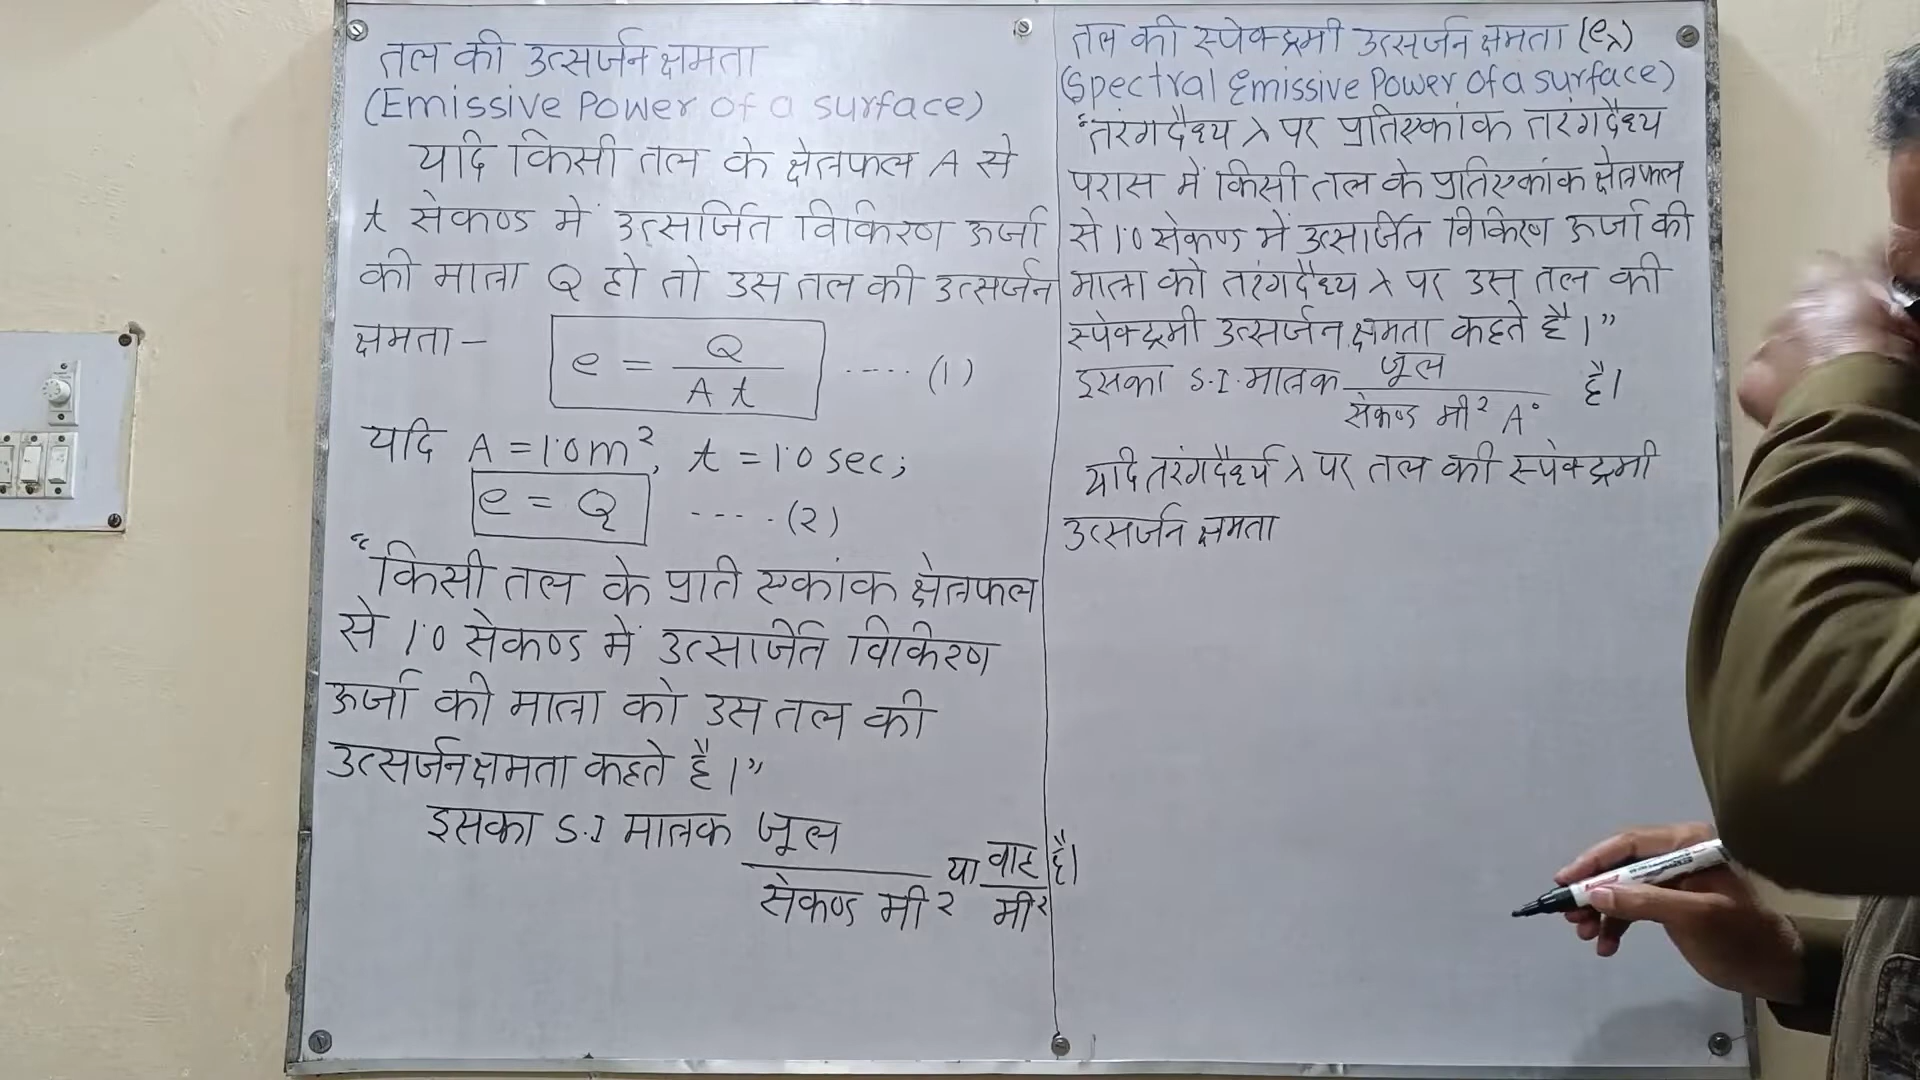 तल की उत्सर्जन क्षमता
(Emissive Power of a surface)
यदि किसी तल के क्षेत्रफल A से
t सेकण्ड में उत्सर्जित विकिरण ऊर्जा
की मात्रा Q हो तो उस तल की उत्सर्जन
क्षमता –
e = Q / A t ---- (1)
यदि A = 1.0 m², t = 1.0 sec;
e = Q ---- (2)
“किसी तल के प्रति एकांक क्षेत्रफल
से 1.0 सेकण्ड में उत्सर्जित विकिरण
ऊर्जा की मात्रा को उस तल की
उत्सर्जन क्षमता कहते है।”
इसका S.I मात्रक जूल / सेकण्ड मी² या वाट / मी² है।
तल की स्पेक्ट्रमी उत्सर्जन क्षमता (eλ)
(Spectral Emissive Power of a surface)
“तरंगदैध्य λ पर प्रतिएकांक तरंगदैध्य
परास में किसी तल के प्रतिएकांक क्षेत्रफल
से 1.0 सेकण्ड में उत्सर्जित विकिरण ऊर्जा की
मात्रा को तरंगदैध्य λ पर उस तल की
स्पेक्ट्रमी उत्सर्जन क्षमता कहते है।”
इसका S.I. मात्रक जूल / सेकण्ड मी² A° है।
यदि तरंगदैर्ध्य λ पर तल की स्पेक्ट्रमी
उत्सर्जन क्षमता